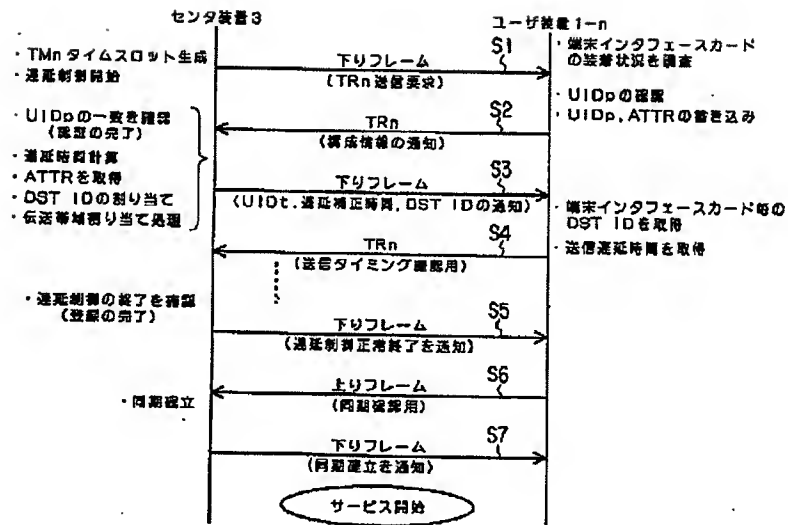 センタ装置3
ユーザ装置1-n
・TMnタイムスロット生成
・遅延制御開始
S1
下りフレーム
(TRn送信要求)
・端末インタフェースカード
の装着状況を調査
・UIDpの確認
・UIDp,ATTRの書き込み
・UIDpの一致を確認
(認証の完了)
・遅延時間計算
・ATTRを取得
・DST IDの割り当て
・伝送帯域割り当て処理
S2
TRn
(構成情報の通知)
S3
下りフレーム
(UIDt,遅延補正時間,DST IDの通知)
・端末インタフェースカード毎の
DST IDを取得
・送信遅延時間を取得
S4
TRn
(送信タイミング確認用)
・遅延制御の終了を確認
(登録の完了)
S5
下りフレーム
(遅延制御正常終了を通知)
S6
上りフレーム
(同期確認用)
・同期確立
S7
下りフレーム
(同期確立を通知)
サービス開始